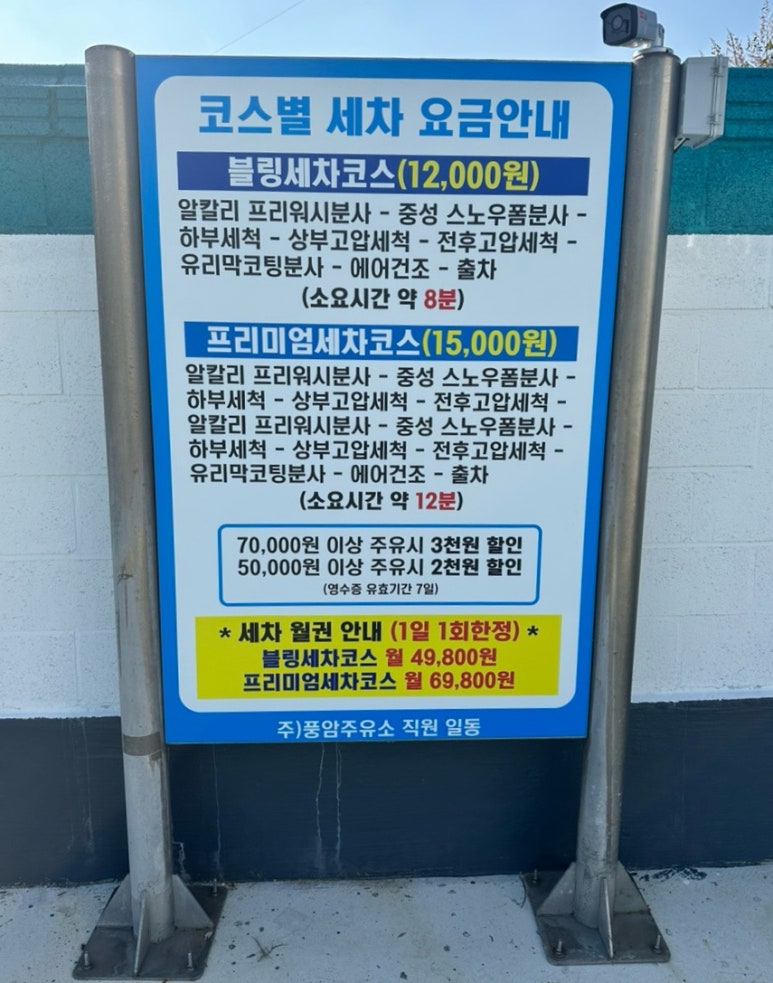 코스별 세차 요금안내
블링세차코스(12,000원)
알칼리 프리워시분사 - 중성 스노우폼분사 -
하부세척 - 상부고압세척 - 전후고압세척 -
유리막코팅분사 - 에어건조 - 출차
(소요시간 약 8분)
프리미엄세차코스(15,000원)
알칼리 프리워시분사 - 중성 스노우폼분사 -
하부세척 - 상부고압세척 - 전후고압세척 -
알칼리 프리워시분사 - 중성 스노우폼분사 -
하부세척 - 상부고압세척 - 전후고압세척 -
유리막코팅분사 - 에어건조 - 출차
(소요시간 약 12분)
70,000원 이상 주유시 3천원 할인
50,000원 이상 주유시 2천원 할인
(영수증 유효기간 7일)
* 세차 월권 안내 (1일 1회한정) *
블링세차코스 월 49,800원
프리미엄세차코스 월 69,800원
주)풍암주유소 직원 일동